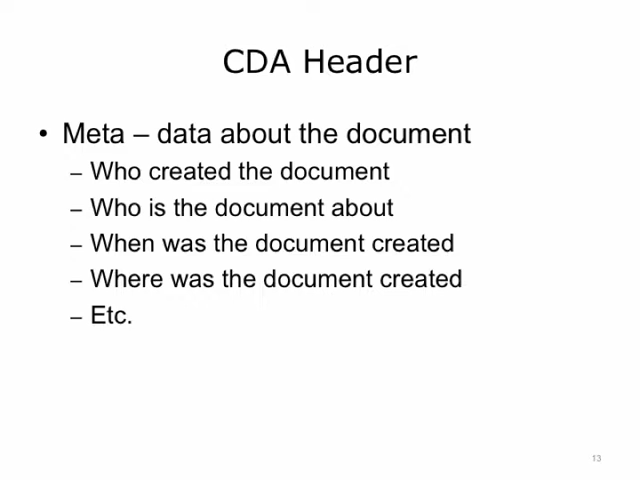 CDA Header
• Meta – data about the document
– Who created the document
– Who is the document about
– When was the document created
– Where was the document created
– Etc.
13